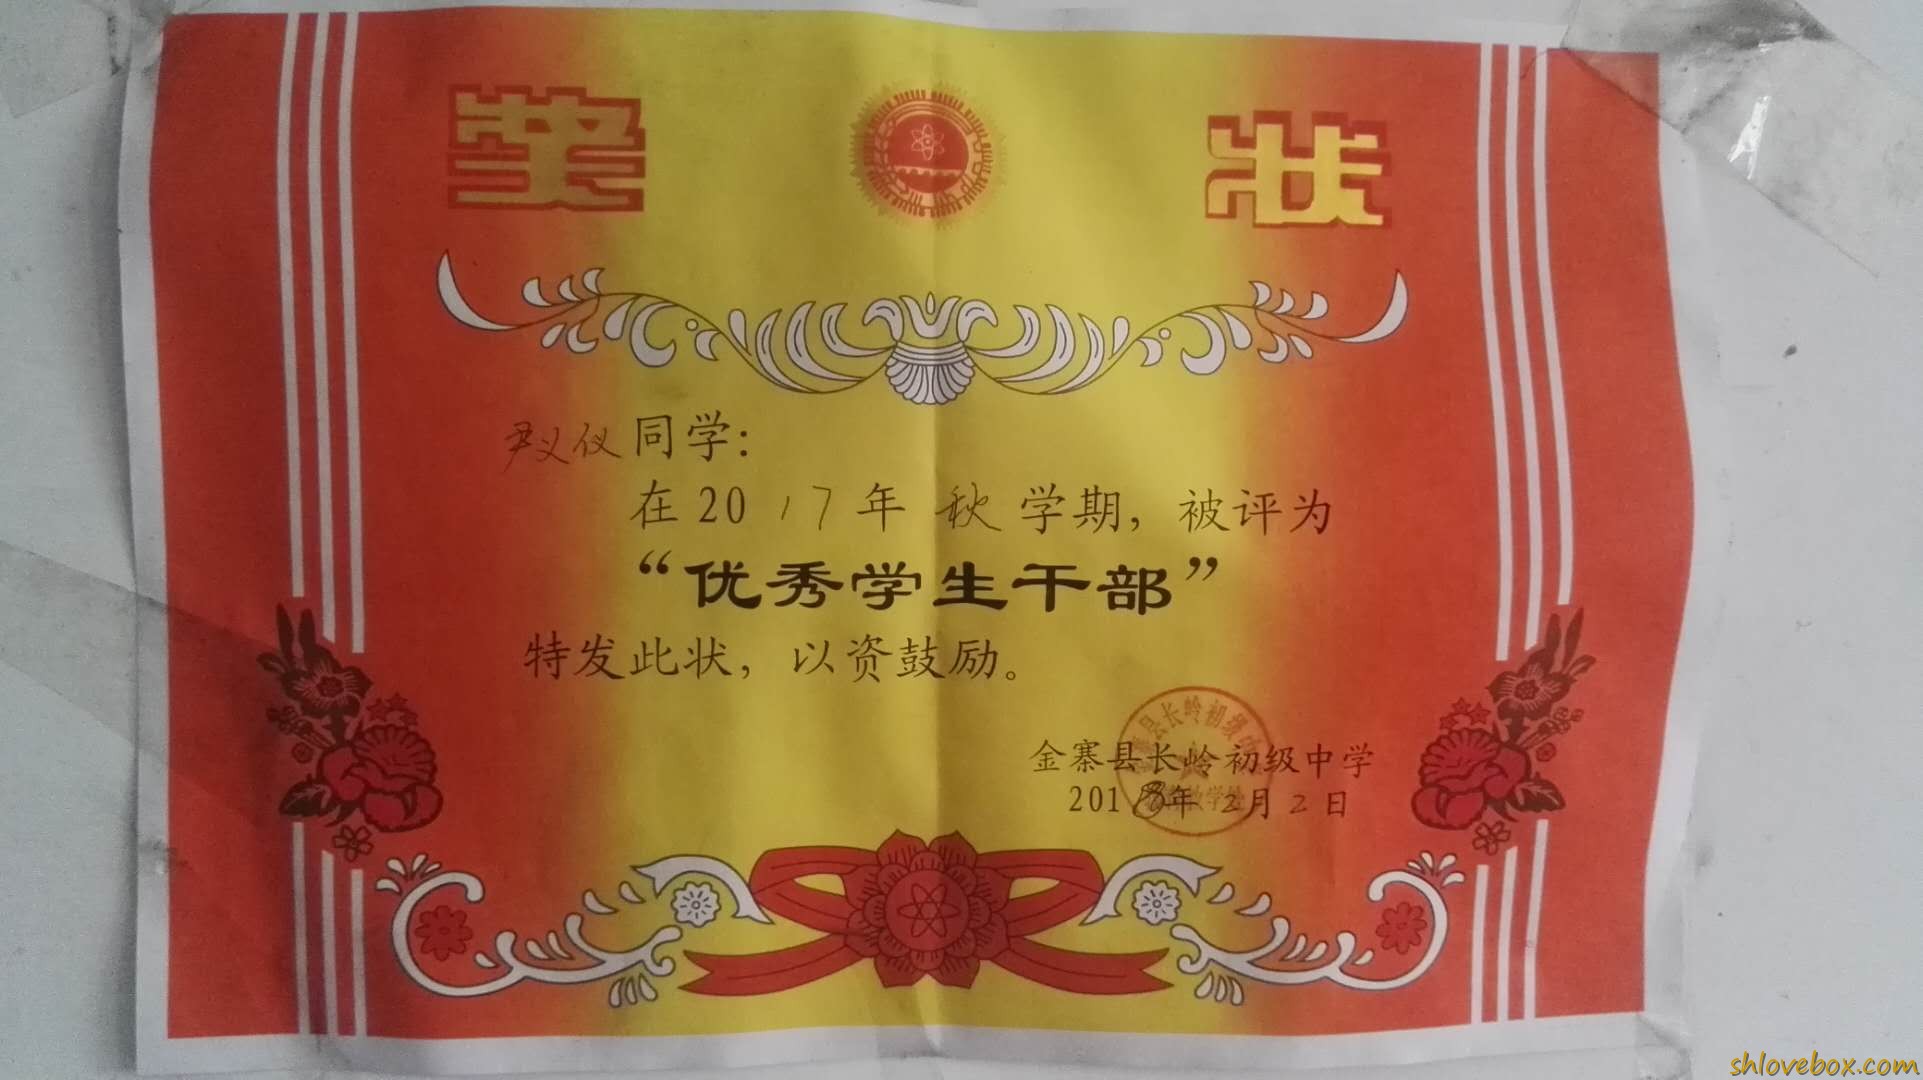 奖 状
尹义仪同学：
在2017年 秋 学期，被评为
“优秀学生干部”
特发此状，以资鼓励。
金寨县长岭初级中学
2018年2月2日
shlovebox.com